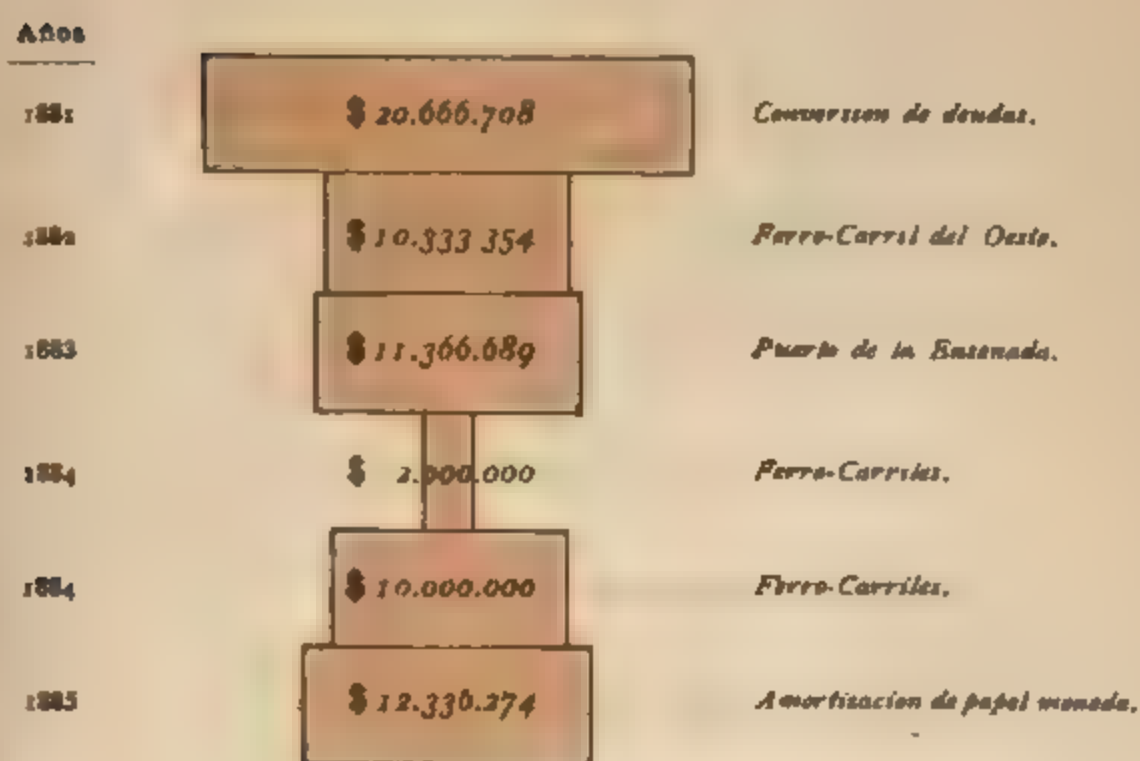 Años
1881 $ 20.666.708 Conversion de deudas.
1882 $ 10.333 354 Ferro-Carril del Oeste.
1883 $ 11.366.689 Puerto de la Ensenada.
1884 $ 2.000.000 Ferro-Carriles.
1884 $ 10.000.000 Ferro-Carriles.
1885 $ 12.336.274 Amortizacion de papel moneda.